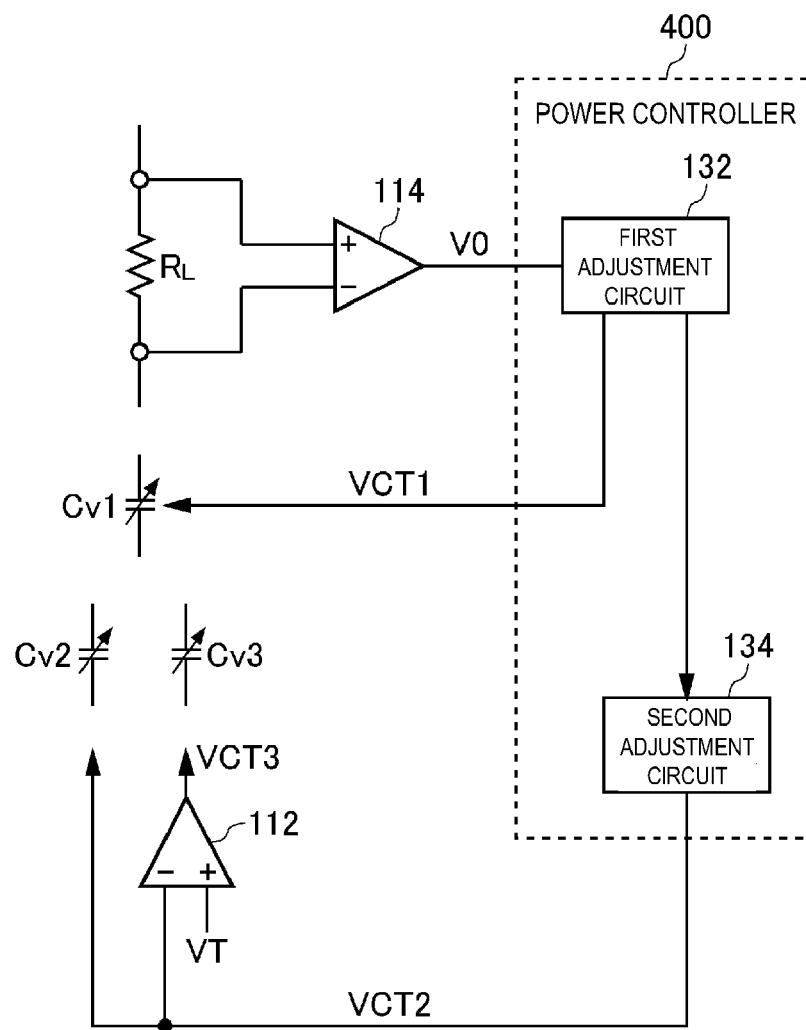 400
POWER CONTROLLER
132
114
V0
FIRST
ADJUSTMENT
CIRCUIT
+
−
RL
VCT1
Cv1
Cv2
Cv3
134
SECOND
ADJUSTMENT
CIRCUIT
VCT3
112
− +
VT
VCT2